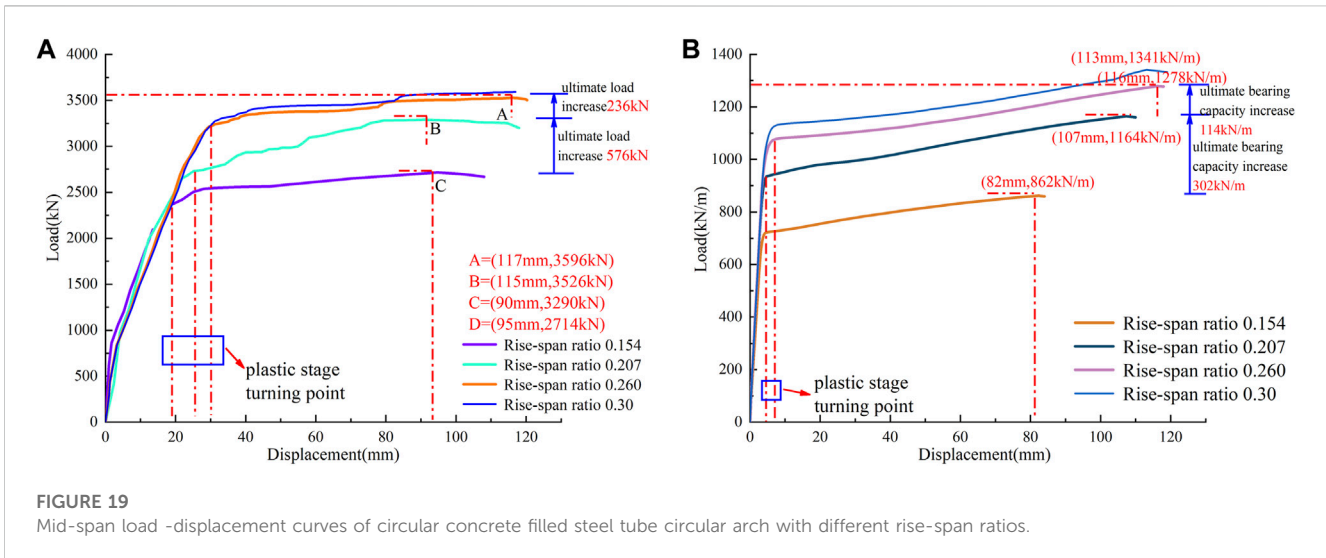 A
4000
3500
3000
2500
2000
1500
1000
500
0
Load(kN)
0 20 40 60 80 100 120
Displacement(mm)
ultimate load
increase236kN
ultimate load
increase 576kN
A
B
C
A=(117mm,3596kN)
B=(115mm,3526kN)
C=(90mm,3290kN)
D=(95mm,2714kN)
plastic stage
turning point
Rise-span ratio 0.154
Rise-span ratio 0.207
Rise-span ratio 0.260
Rise-span ratio 0.30
B
1400
1200
1000
800
600
400
200
0
Load(kN/m)
0 20 40 60 80 100 120
Displacement(mm)
(113mm,1341kN/m)
(116mm,1278kN/m)
(107mm,1164kN/m)
(82mm,862kN/m)
ultimate bearing
capacity increase
114kN/m
ultimate bearing
capacity increase
302kN/m
plastic stage
turning point
Rise-span ratio 0.154
Rise-span ratio 0.207
Rise-span ratio 0.260
Rise-span ratio 0.30
FIGURE 19
Mid-span load -displacement curves of circular concrete filled steel tube circular arch with different rise-span ratios.